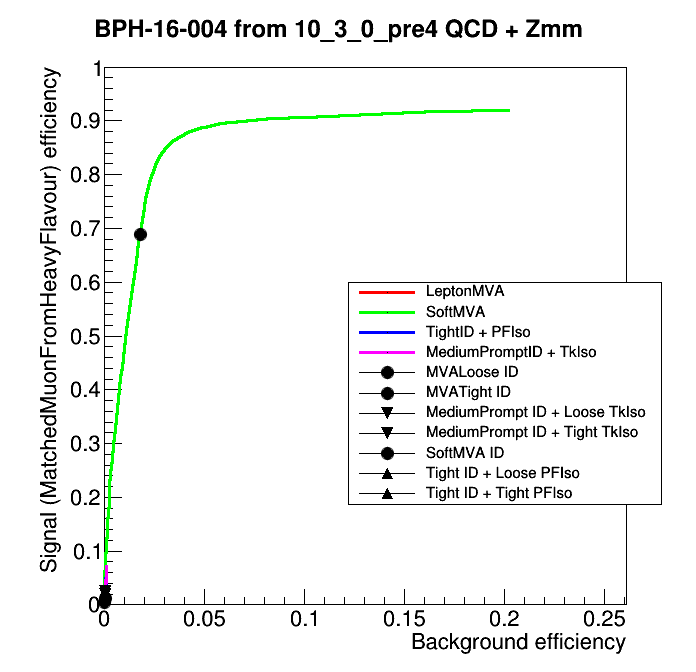 BPH-16-004 from 10_3_0_pre4 QCD + Zmm
Signal (MatchedMuonFromHeavyFlavour) efficiency
1
0.9
0.8
0.7
0.6
0.5
0.4
0.3
0.2
0.1
0
LeptonMVA
SoftMVA
TightID + PFIso
MediumPromptID + TkIso
MVALoose ID
MVATight ID
MediumPrompt ID + Loose TkIso
MediumPrompt ID + Tight TkIso
SoftMVA ID
Tight ID + Loose PFIso
Tight ID + Tight PFIso
0 0.05 0.1 0.15 0.2 0.25
Background efficiency